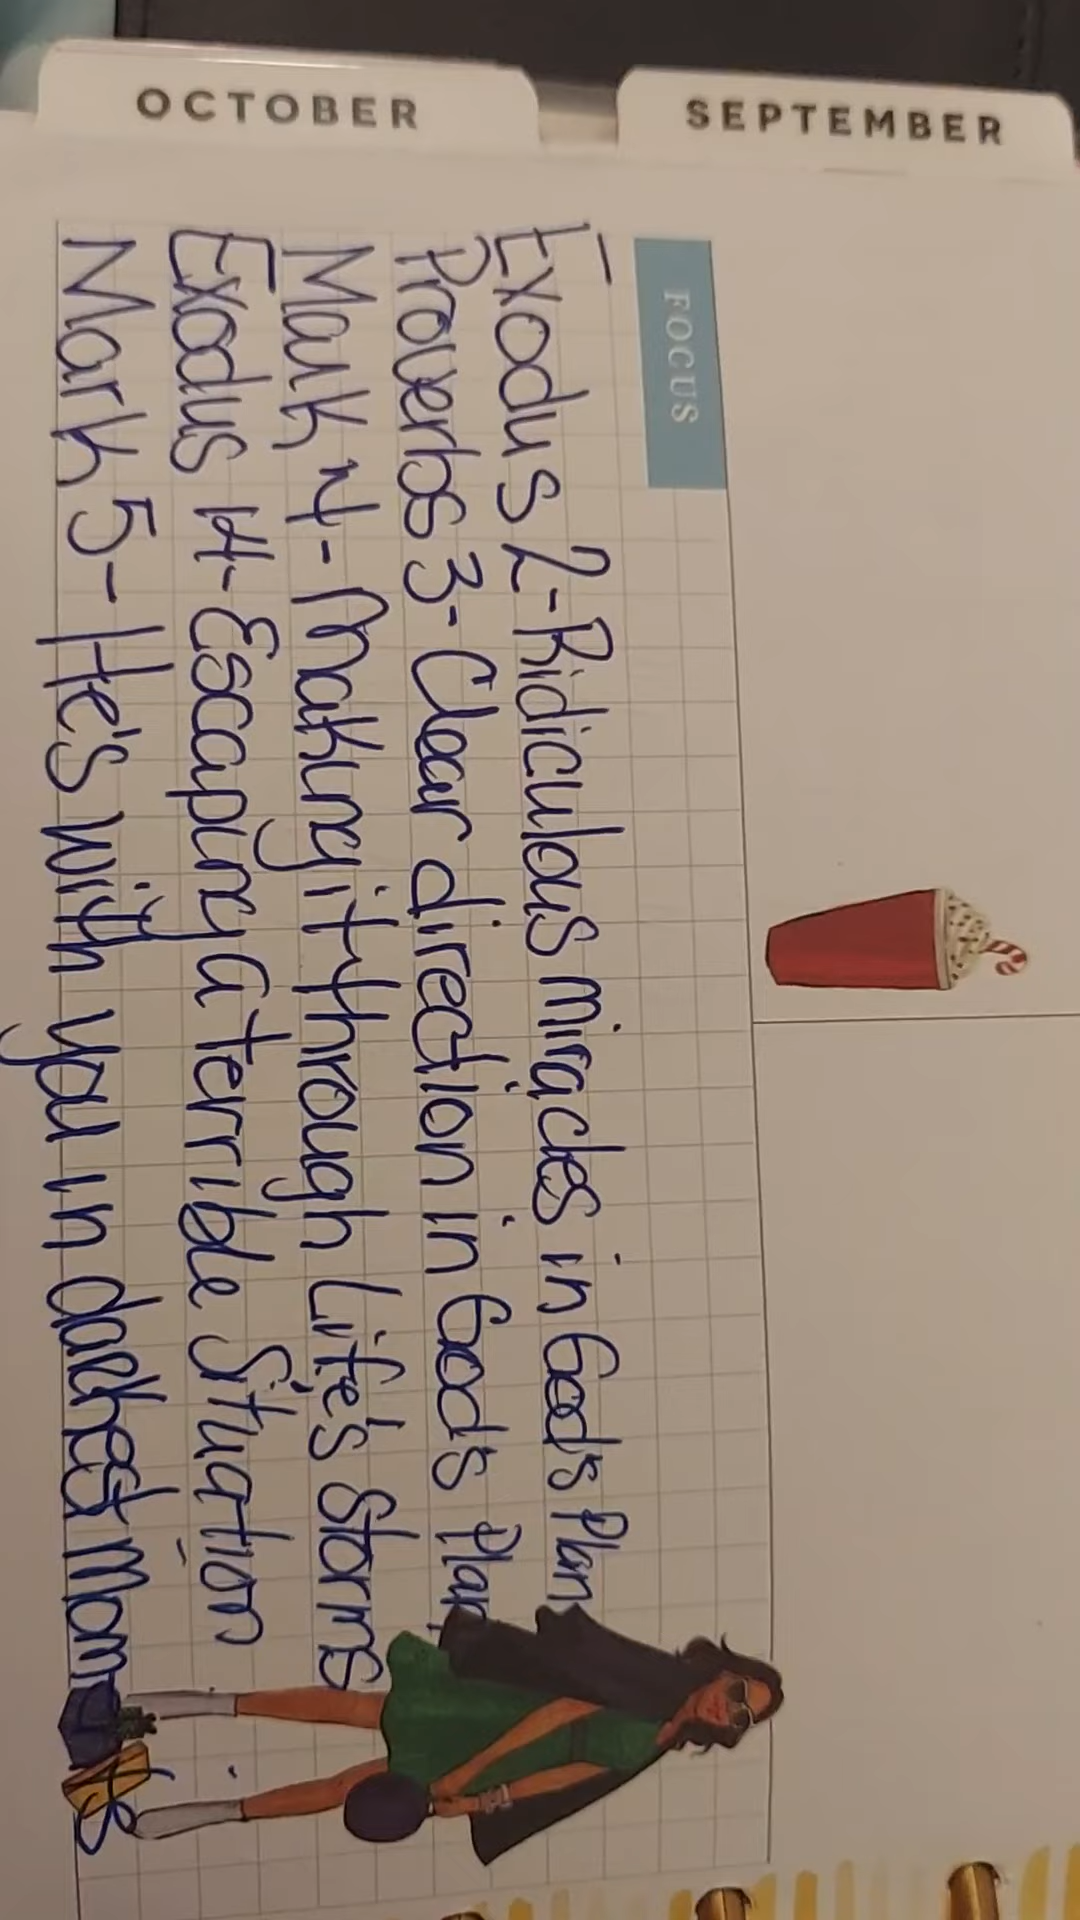 OCTOBER
SEPTEMBER
FOCUS
Exodus 2-Ridiculous miracles in God's Plan
Proverbs 3- Clear direction in God's Plan
Mark 4- Making it through Life's Storms
Exodus 14- Escaping a terrible Situation
Mark 5- He's with you in darkest Moments